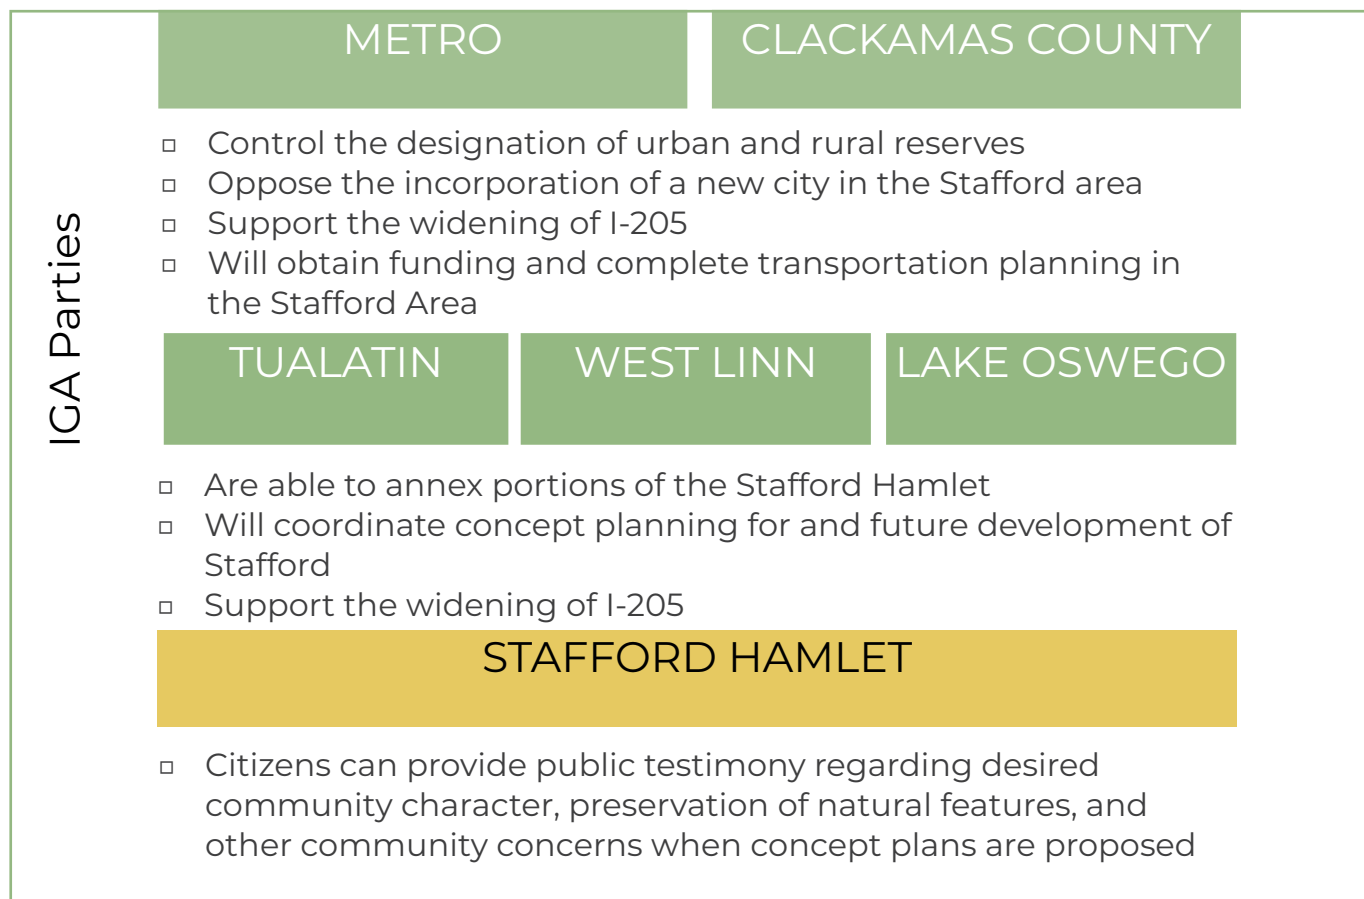 METRO
CLACKAMAS COUNTY
▫ Control the designation of urban and rural reserves
▫ Oppose the incorporation of a new city in the Stafford area
▫ Support the widening of I-205
▫ Will obtain funding and complete transportation planning in
the Stafford Area
IGA Parties
TUALATIN
WEST LINN
LAKE OSWEGO
▫ Are able to annex portions of the Stafford Hamlet
▫ Will coordinate concept planning for and future development of
Stafford
▫ Support the widening of I-205
STAFFORD HAMLET
▫ Citizens can provide public testimony regarding desired
community character, preservation of natural features, and
other community concerns when concept plans are proposed